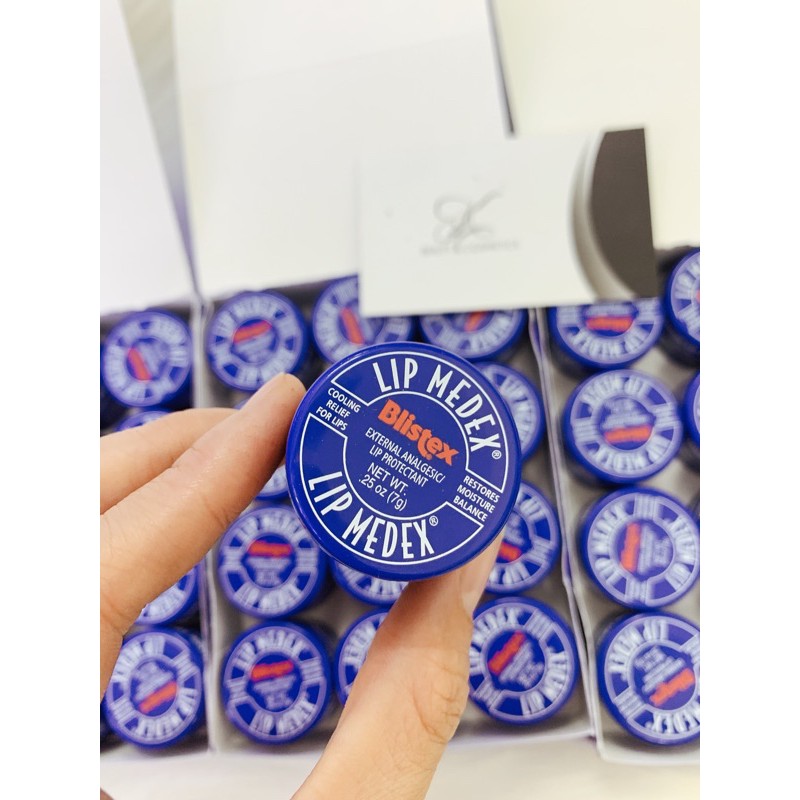 LIP MEDEX®
COOLING
RELIEF
FOR LIPS
Blistex
EXTERNAL ANALGESIC/
LIP PROTECTANT
NET WT.
.25 oz (7g)
RESTORES
MOISTURE
BALANCE
LIP MEDEX®